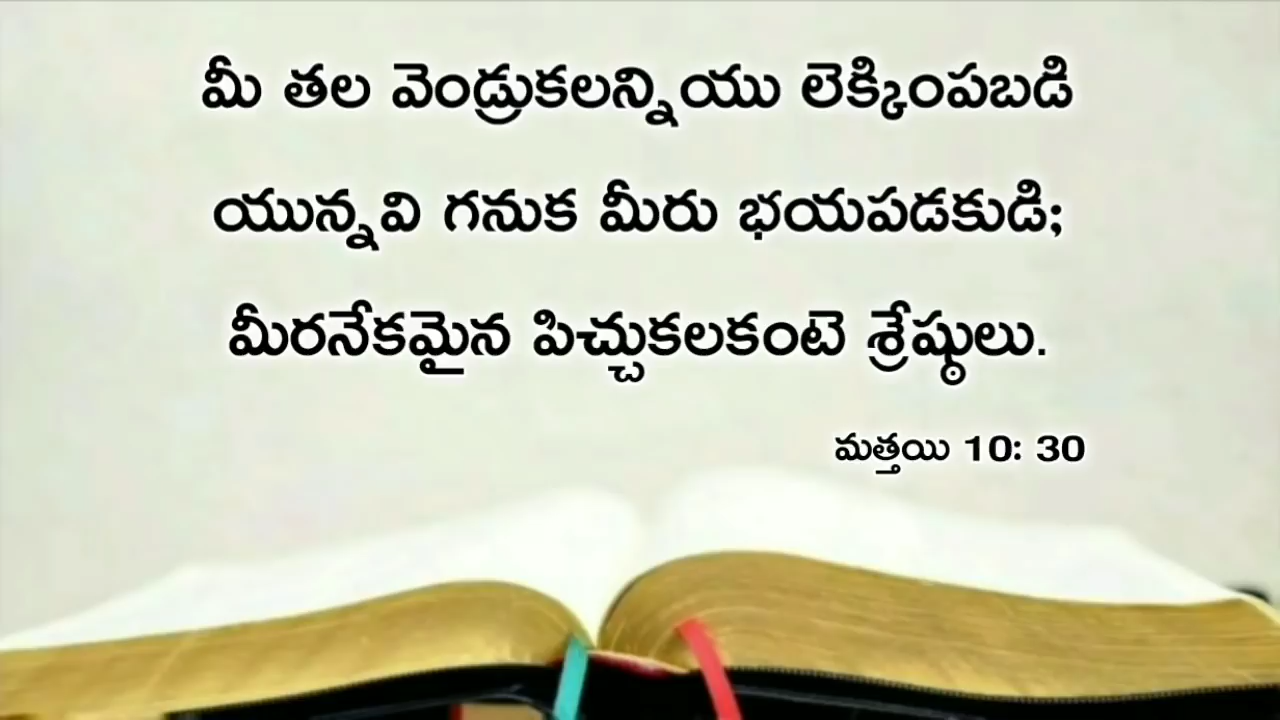 మీ తల వెండ్రుకలన్నియు లెక్కింపబడి
యున్నవి గనుక మీరు భయపడకుడి;
మీరనేకమైన పిచ్చుకలకంటె శ్రేష్ఠులు.
మత్తయి 10: 30